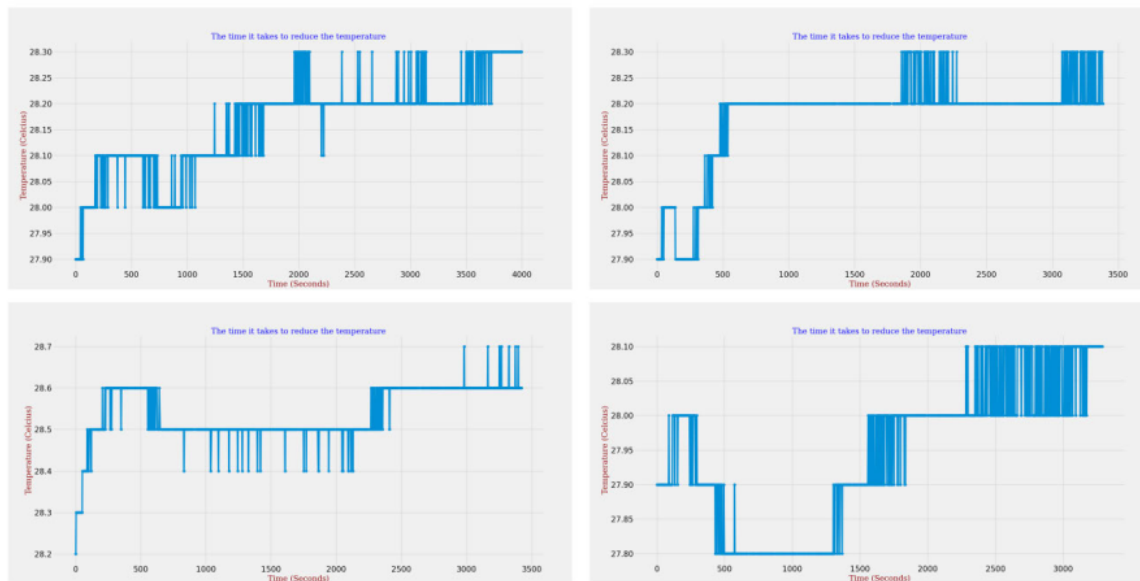 The time it takes to reduce the temperature
28.30
28.25
28.20
28.15
28.10
28.05
28.00
27.95
27.90
Temperature (Celcius)
0 500 1000 1500 2000 2500 3000 3500 4000
Time (Seconds)
The time it takes to reduce the temperature
28.30
28.25
28.20
28.15
28.10
28.05
28.00
27.95
27.90
Temperature (Celcius)
0 500 1000 1500 2000 2500 3000 3500
Time (Seconds)
The time it takes to reduce the temperature
28.7
28.6
28.5
28.4
28.3
28.2
Temperature (Celcius)
0 500 1000 1500 2000 2500 3000 3500
Time (Seconds)
The time it takes to reduce the temperature
28.10
28.05
28.00
27.95
27.90
27.85
27.80
Temperature (Celcius)
0 500 1000 1500 2000 2500 3000
Time (Seconds)